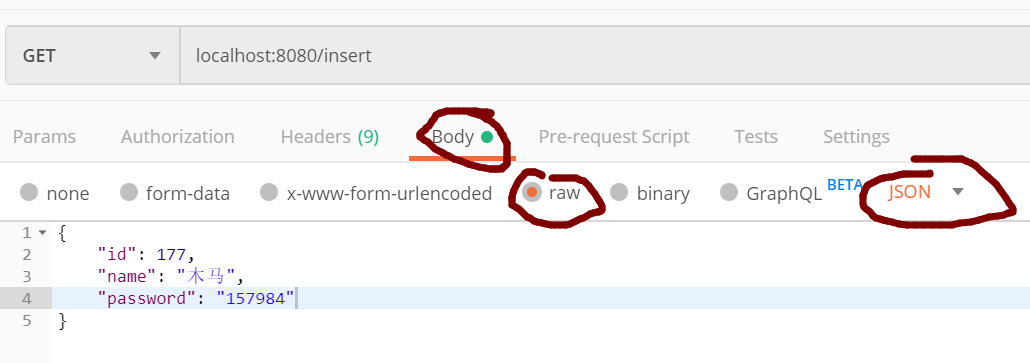 GET localhost:8080/insert
Params Authorization Headers (9) Body Pre-request Script Tests Settings
none form-data x-www-form-urlencoded raw binary GraphQL BETA JSON
1 {
2 "id": 177,
3 "name": "木马",
4 "password": "157984"
5 }